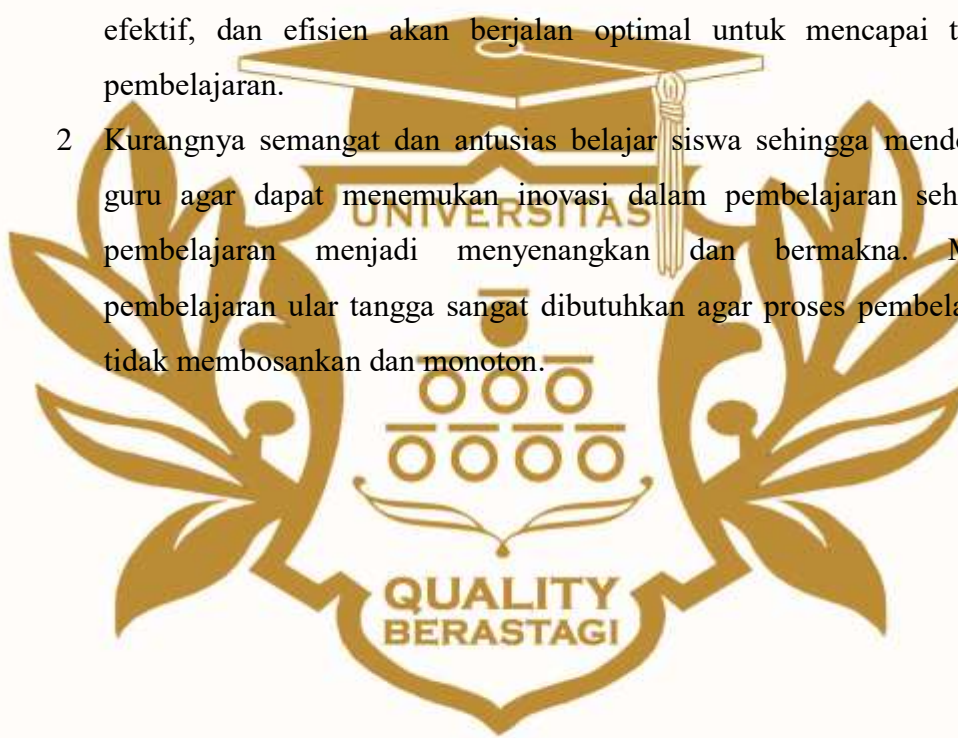 efektif, dan efisien akan berjalan optimal untuk mencapai t
pembelajaran.
2 Kurangnya semangat dan antusias belajar siswa sehingga mend
guru agar dapat menemukan inovasi dalam pembelajaran seh
pembelajaran menjadi menyenangkan dan bermakna. M
pembelajaran ular tangga sangat dibutuhkan agar proses pembela
tidak membosankan dan monoton.
UNIVERSITAS
QUALITY
BERASTAGI